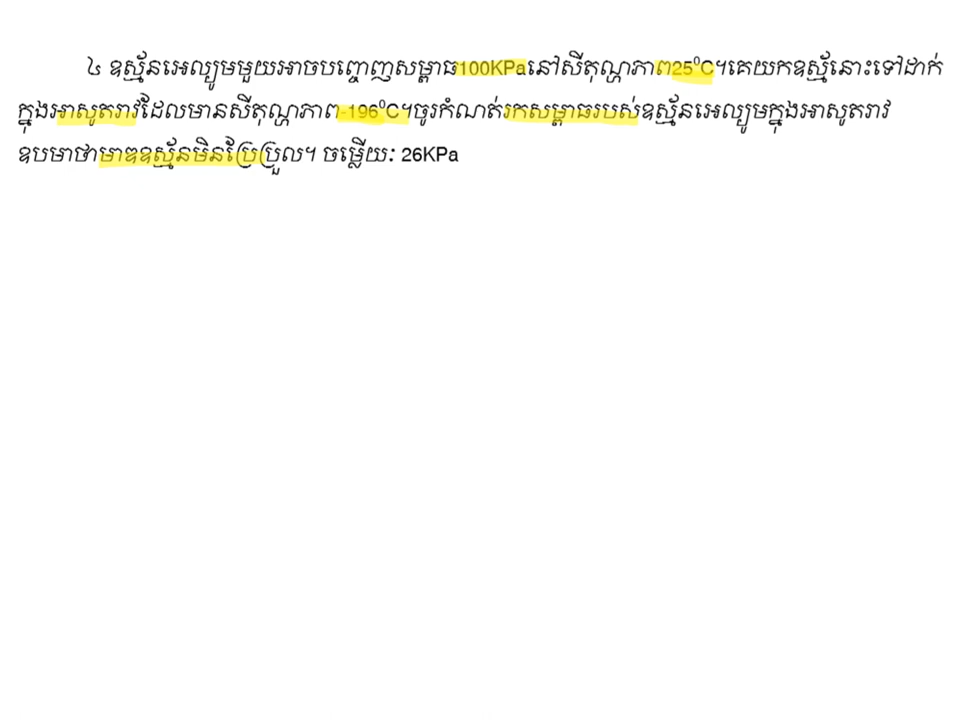 ៤ ឧស្ម័នអេល្យូមមួយអាចបញ្ចេញសម្ពាធ100KPaនៅសីតុណ្ហភាព25⁰C។គេយកឧស្ម័នោះទៅដាក់
ក្នុងអាសូតរាវដែលមានសីតុណ្ហភាព-196⁰C។ចូរកំណត់រកសម្ពាធរបស់ឧស្ម័នអេល្យូមក្នុងអាសូតរាវ
ឧបមាថាមាឌឧស្ម័នមិនប្រែប្រួល។ ចម្លើយៈ 26KPa